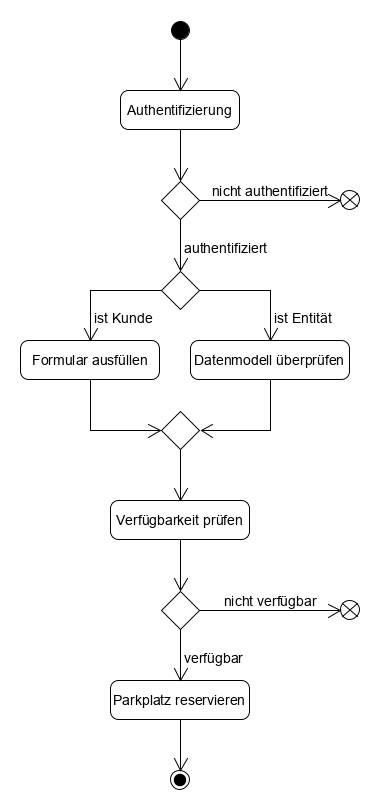 Authentifizierung
nicht authentifiziert
authentifiziert
ist Kunde
ist Entität
Formular ausfüllen
Datenmodell überprüfen
Verfügbarkeit prüfen
nicht verfügbar
verfügbar
Parkplatz reservieren